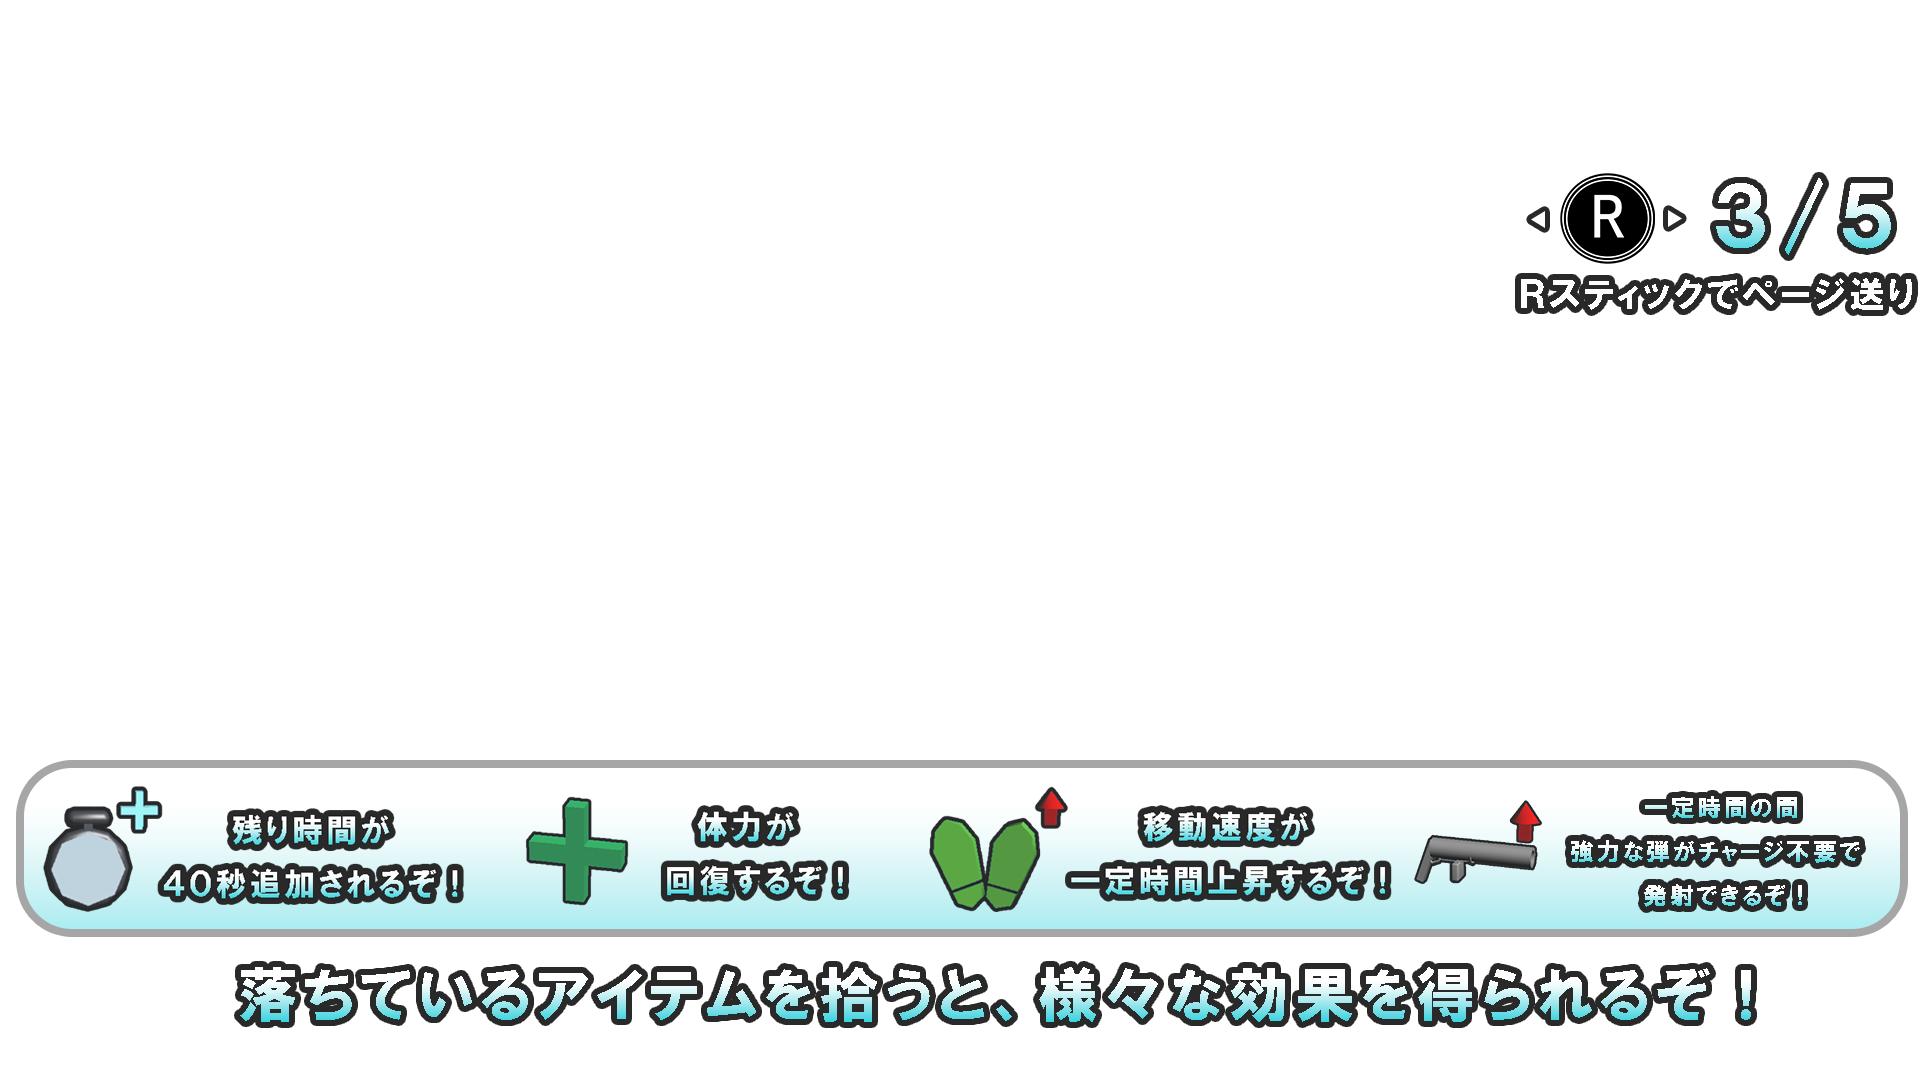 R 3/5
Rスティックでページ送り
残り時間が
40秒追加されるぞ！
体力が
回復するぞ！
移動速度が
一定時間上昇するぞ！
一定時間の間
強力な弾がチャージ不要で
発射できるぞ！
落ちているアイテムを拾うと、様々な効果を得られるぞ！